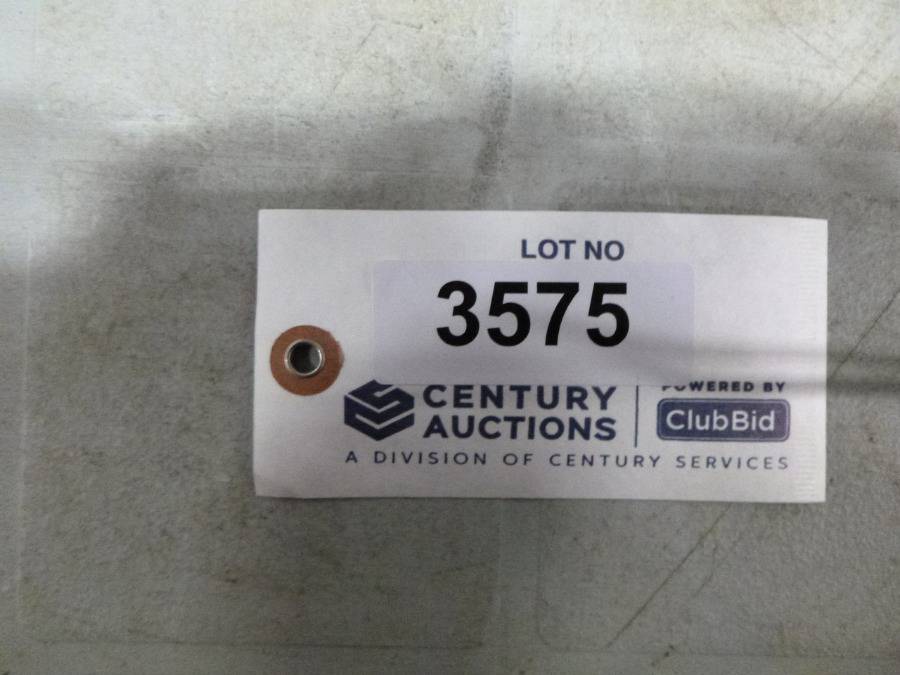 LOT NO
3575
CENTURY
AUCTIONS
POWERED BY
ClubBid
A DIVISION OF CENTURY SERVICES